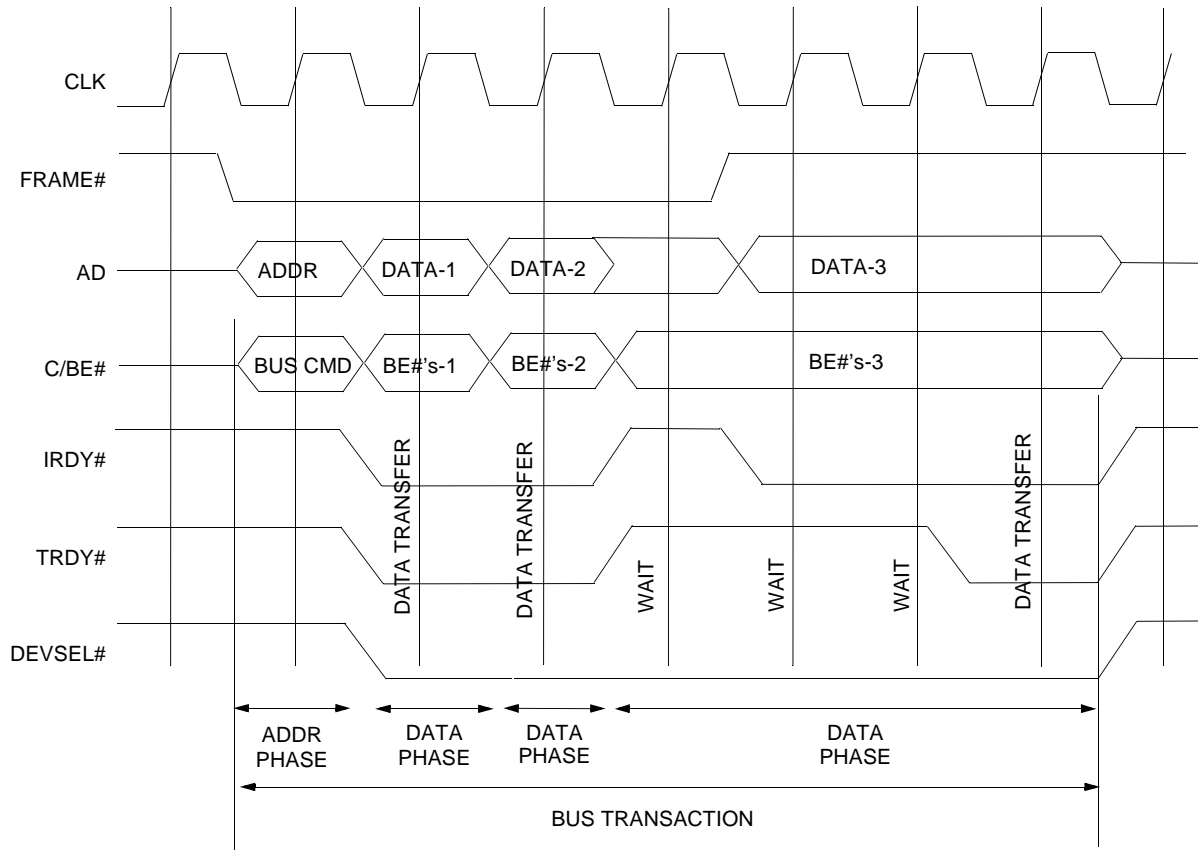 CLK
FRAME#
AD
ADDR
DATA-1
DATA-2
DATA-3
C/BE#
BUS CMD
BE#'s-1
BE#'s-2
BE#'s-3
IRDY#
TRDY#
DATA TRANSFER
DATA TRANSFER
WAIT
WAIT
WAIT
DATA TRANSFER
DEVSEL#
ADDR
PHASE
DATA
PHASE
DATA
PHASE
DATA
PHASE
BUS TRANSACTION